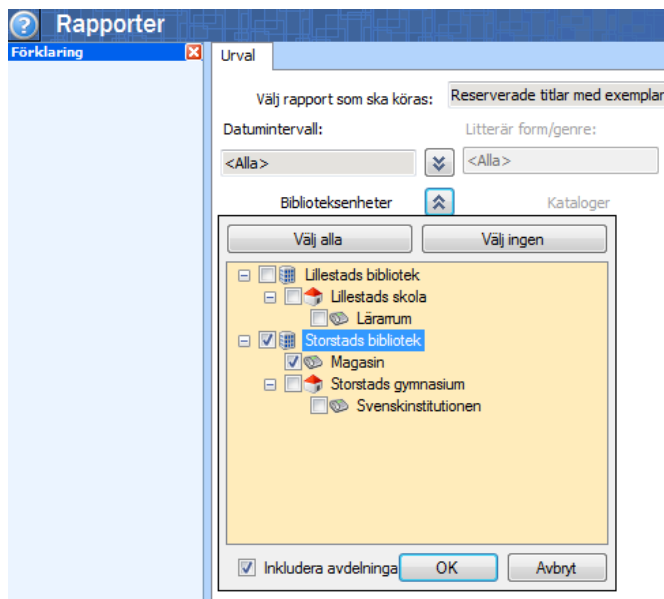 Rapporter
Förklaring
Urval
Välj rapport som ska köras: Reserverade titlar med exemplar
Datumintervall: Litterär form/genre:
<Alla> <Alla>
Biblioteksenheter Kataloger
Välj alla Välj ingen
Lillestads bibliotek
Lillestads skola
Lärarrum
Storstads bibliotek
Magasin
Storstads gymnasium
Svenskinstitutionen
Inkludera avdelninga OK Avbryt